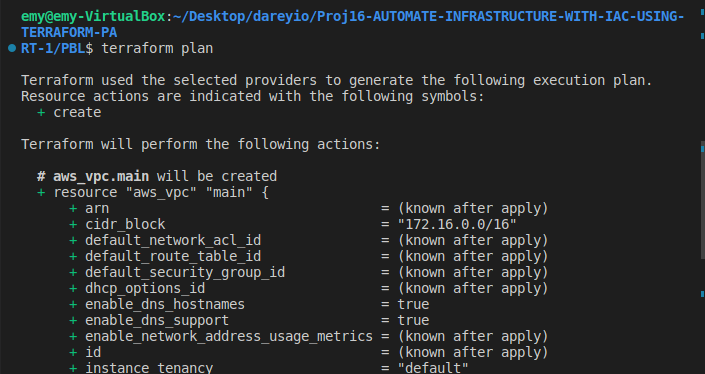 emy@emy-VirtualBox:~/Desktop/dareyio/Proj16-AUTOMATE-INFRASTRUCTURE-WITH-IAC-USING-
TERRAFORM-PA
RT-1/PBL$ terraform plan
Terraform used the selected providers to generate the following execution plan.
Resource actions are indicated with the following symbols:
+ create
Terraform will perform the following actions:
# aws_vpc.main will be created
+ resource "aws_vpc" "main" {
+ arn = (known after apply)
+ cidr_block = "172.16.0.0/16"
+ default_network_acl_id = (known after apply)
+ default_route_table_id = (known after apply)
+ default_security_group_id = (known after apply)
+ dhcp_options_id = (known after apply)
+ enable_dns_hostnames = true
+ enable_dns_support = true
+ enable_network_address_usage_metrics = (known after apply)
+ id = (known after apply)
+ instance_tenancy = "default"